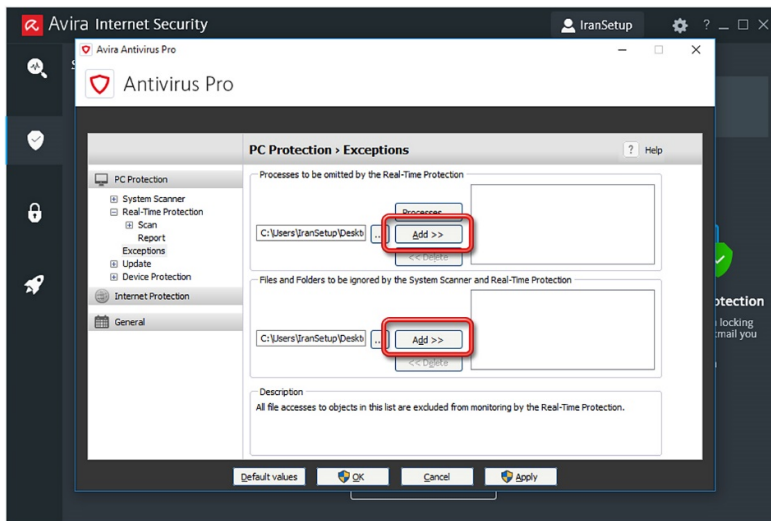 Avira Internet Security
IranSetup
?
Avira Antivirus Pro
Antivirus Pro
PC Protection > Exceptions
? Help
PC Protection
System Scanner
Real-Time Protection
Scan
Report
Exceptions
Update
Device Protection
Internet Protection
General
Processes to be omitted by the Real-Time Protection
Processes
C:\Users\IranSetup\Deskt
...
Add >>
<< Delete
Files and Folders to be ignored by the System Scanner and Real-Time Protection
C:\Users\IranSetup\Deskt
...
Add >>
<< Delete
Description
All file accesses to objects in this list are excluded from monitoring by the Real-Time Protection.
Default values
OK
Cancel
Apply
locking
you